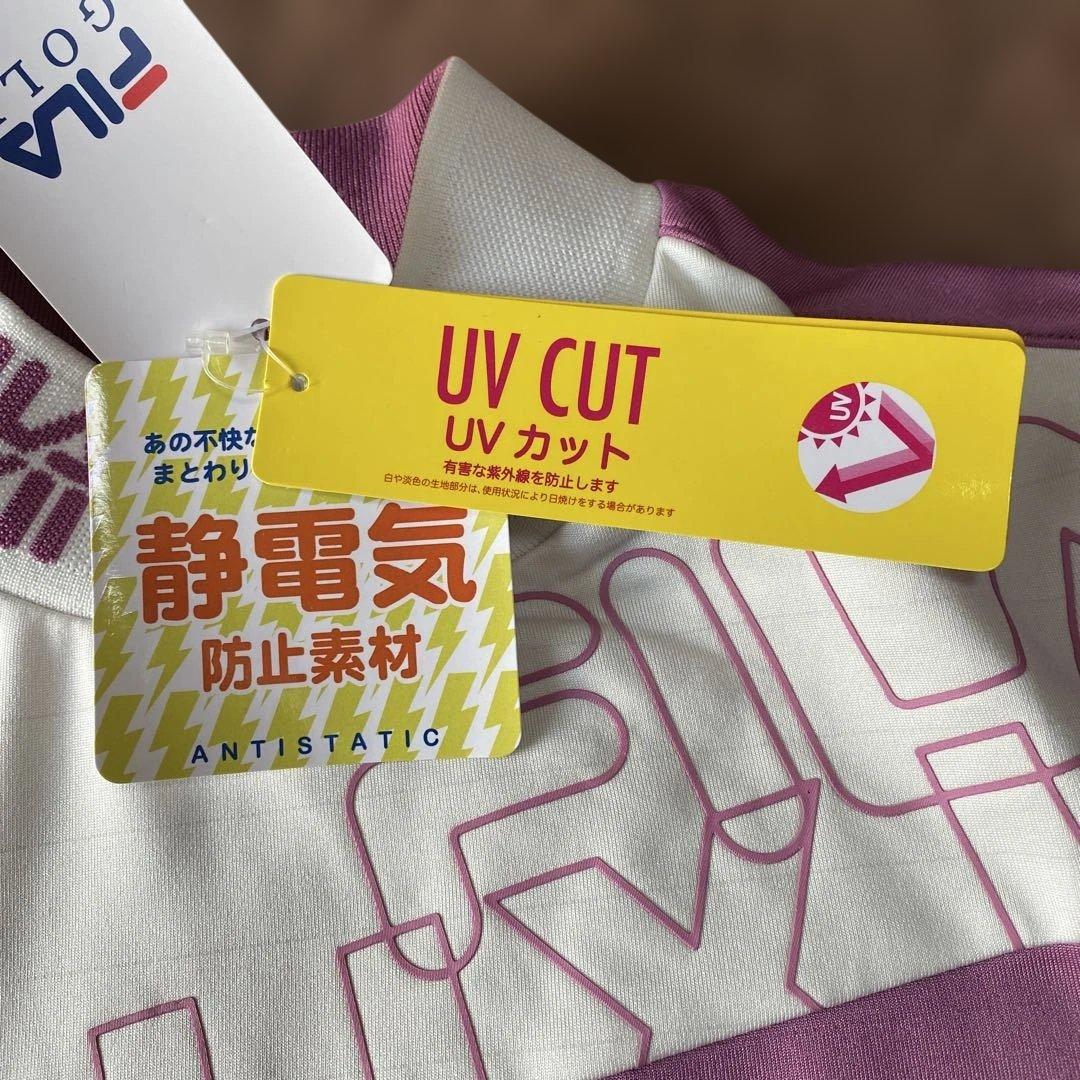 FILA
GOL
UV CUT
UVカット
有害な紫外線を防止します
白や淡色の生地部分は、使用状況により日焼けをする場合があります
UV
あの不快な
まとわり
静電気
防止素材
ANTISTATIC